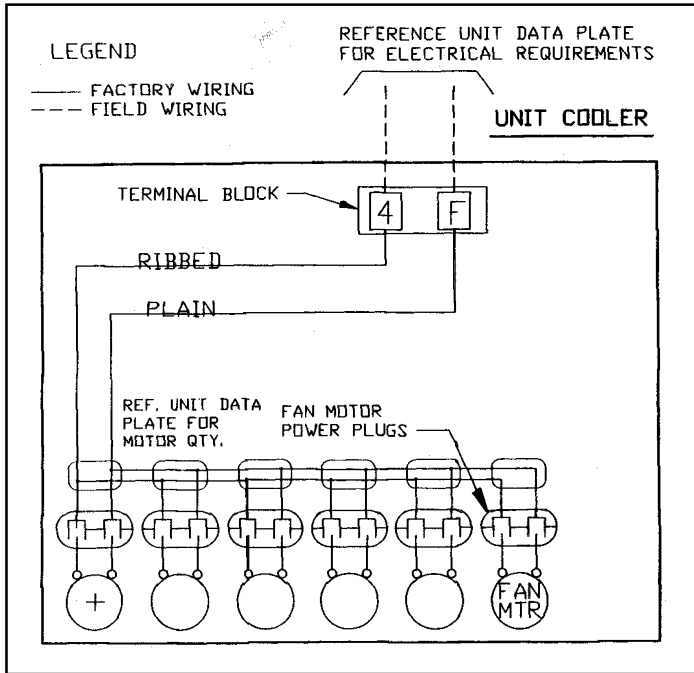 LEGEND
FACTORY WIRING
FIELD WIRING
REFERENCE UNIT DATA PLATE
FOR ELECTRICAL REQUIREMENTS
UNIT COOLER
TERMINAL BLOCK
4
F
RIBBED
PLAIN
REF. UNIT DATA
PLATE FOR
MOTOR QTY.
FAN MOTOR
POWER PLUGS
+
FAN
MTR